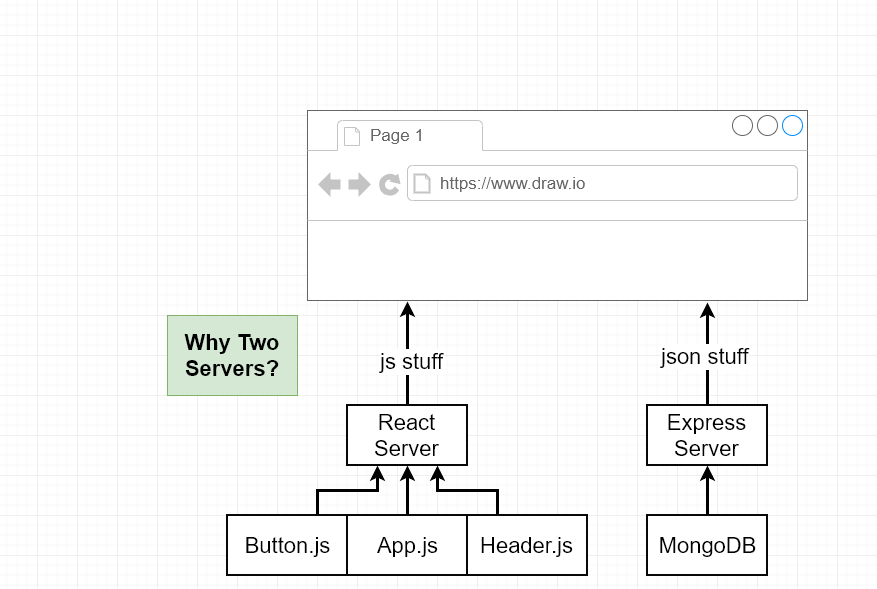 Page 1
https://www.draw.io
Why Two
Servers?
js stuff
json stuff
React
Server
Express
Server
Button.js
App.js
Header.js
MongoDB